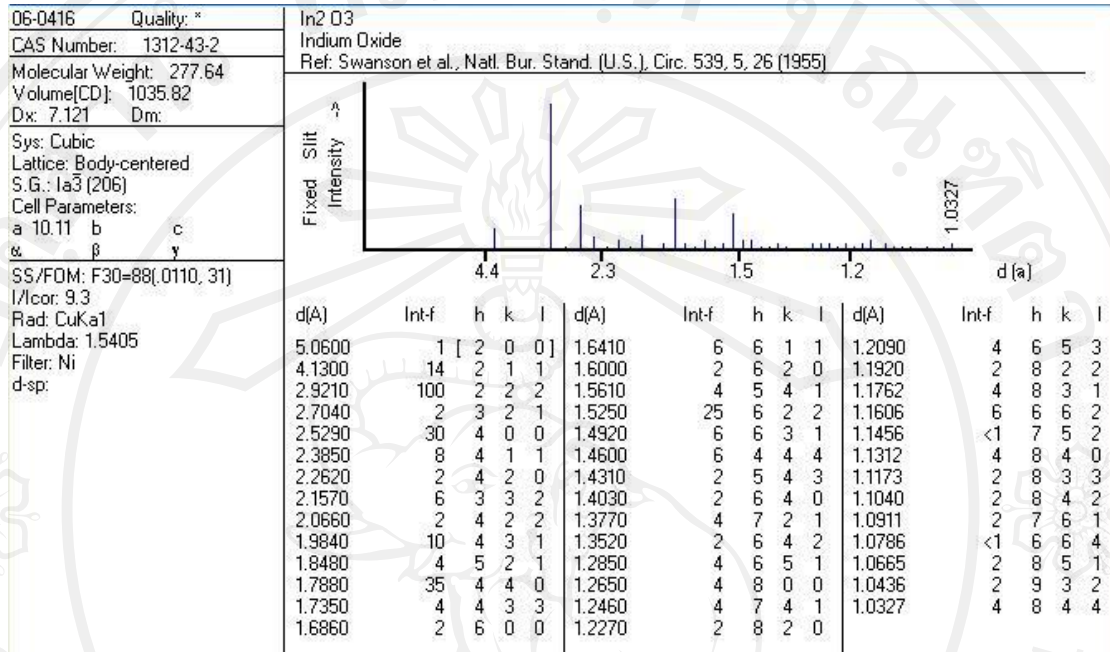 06-0416 Quality: *
CAS Number: 1312-43-2
Molecular Weight: 277.64
Volume[CD]: 1035.82
Dx: 7.121 Dm:
Sys: Cubic
Lattice: Body-centered
S.G.: Ia3̅ (206)
Cell Parameters:
a 10.11 b c
α β γ
SS/FOM: F30=88(.0110, 31)
I/Icor: 9.3
Rad: CuKa1
Lambda: 1.5405
Filter: Ni
d-sp:
In2 O3
Indium Oxide
Ref: Swanson et al., Natl. Bur. Stand. (U.S.), Circ. 539, 5, 26 (1955)
Fixed Slit
Intensity ->
1.0327
4.4 2.3 1.5 1.2 d (a)
d(A) Int-f h k l
5.0600 1 [ 2 0 0]
4.1300 14 2 1 1
2.9210 100 2 2 2
2.7040 2 3 2 1
2.5290 30 4 0 0
2.3850 8 4 1 1
2.2620 2 4 2 0
2.1570 6 3 3 2
2.0660 2 4 2 2
1.9840 10 4 3 1
1.8480 4 5 2 1
1.7880 35 4 4 0
1.7350 4 4 3 3
1.6860 2 6 0 0
d(A) Int-f h k l
1.6410 6 6 1 1
1.6000 2 6 2 0
1.5610 4 5 4 1
1.5250 25 6 2 2
1.4920 6 6 3 1
1.4600 6 4 4 4
1.4310 2 5 4 3
1.4030 2 6 4 0
1.3770 4 7 2 1
1.3520 2 6 4 2
1.2850 4 6 5 1
1.2650 4 8 0 0
1.2460 4 7 4 1
1.2270 2 8 2 0
d(A) Int-f h k l
1.2090 4 6 5 3
1.1920 2 8 2 2
1.1762 4 8 3 1
1.1606 6 6 6 2
1.1456 <1 7 5 2
1.1312 4 8 4 0
1.1173 2 8 3 3
1.1040 2 8 4 2
1.0911 2 7 6 1
1.0786 <1 6 6 4
1.0665 2 8 5 1
1.0436 2 9 3 2
1.0327 4 8 4 4